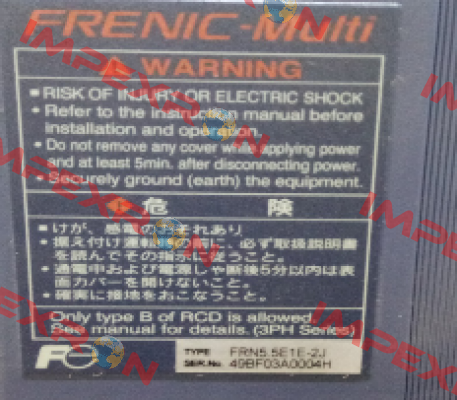 FRENIC-Multi
WARNING
■RISK OF INJURY OR ELECTRIC SHOCK
• Refer to the instruction manual before
installation and operation.
• Do not remove any cover while applying power
and at least 5min. after disconnecting power.
• Securely ground (earth) the equipment.
危 険
■けが、感電のおそれあり
• 据え付け運転の前に、必ず取扱説明書
を読んでその指示に従うこと。
• 通電中および電源しゃ断後5分以内は表
面カバーを開けないこと。
• 確実に接地をおこなうこと。
Only type B of RCD is allowed.
See manual for details. (3PH Series)
TYPE FRN5.5E1E-2J
SER.No. 49BF03A0004H
IMPEXPON